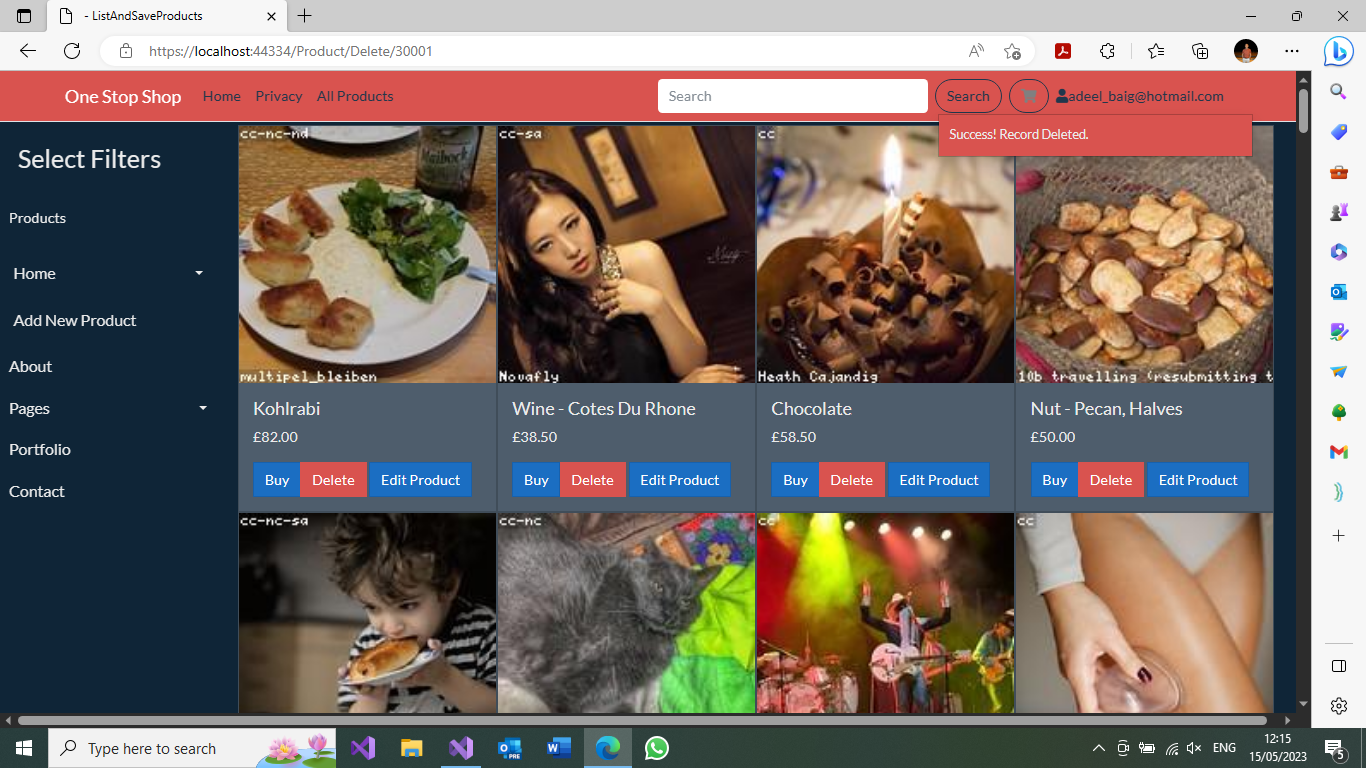 - ListAndSaveProducts
https://localhost:44334/Product/Delete/30001
One Stop Shop
Home
Privacy
All Products
Search
Search
adeel_baig@hotmail.com
Success! Record Deleted.
Select Filters
Products
Home
Add New Product
About
Pages
Portfolio
Contact
cc-nc-nd
Maibock
multipel_bleiben
Kohlrabi
£82.00
Buy
Delete
Edit Product
cc-sa
Novafly
Wine - Cotes Du Rhone
£38.50
Buy
Delete
Edit Product
cc
Heath Cajandig
Chocolate
£58.50
Buy
Delete
Edit Product
10b travelling (resubmitting t
Nut - Pecan, Halves
£50.00
Buy
Delete
Edit Product
cc-nc-sa
cc-nc
cc
cc
Type here to search
PRE
ENG
12:15
15/05/2023
5